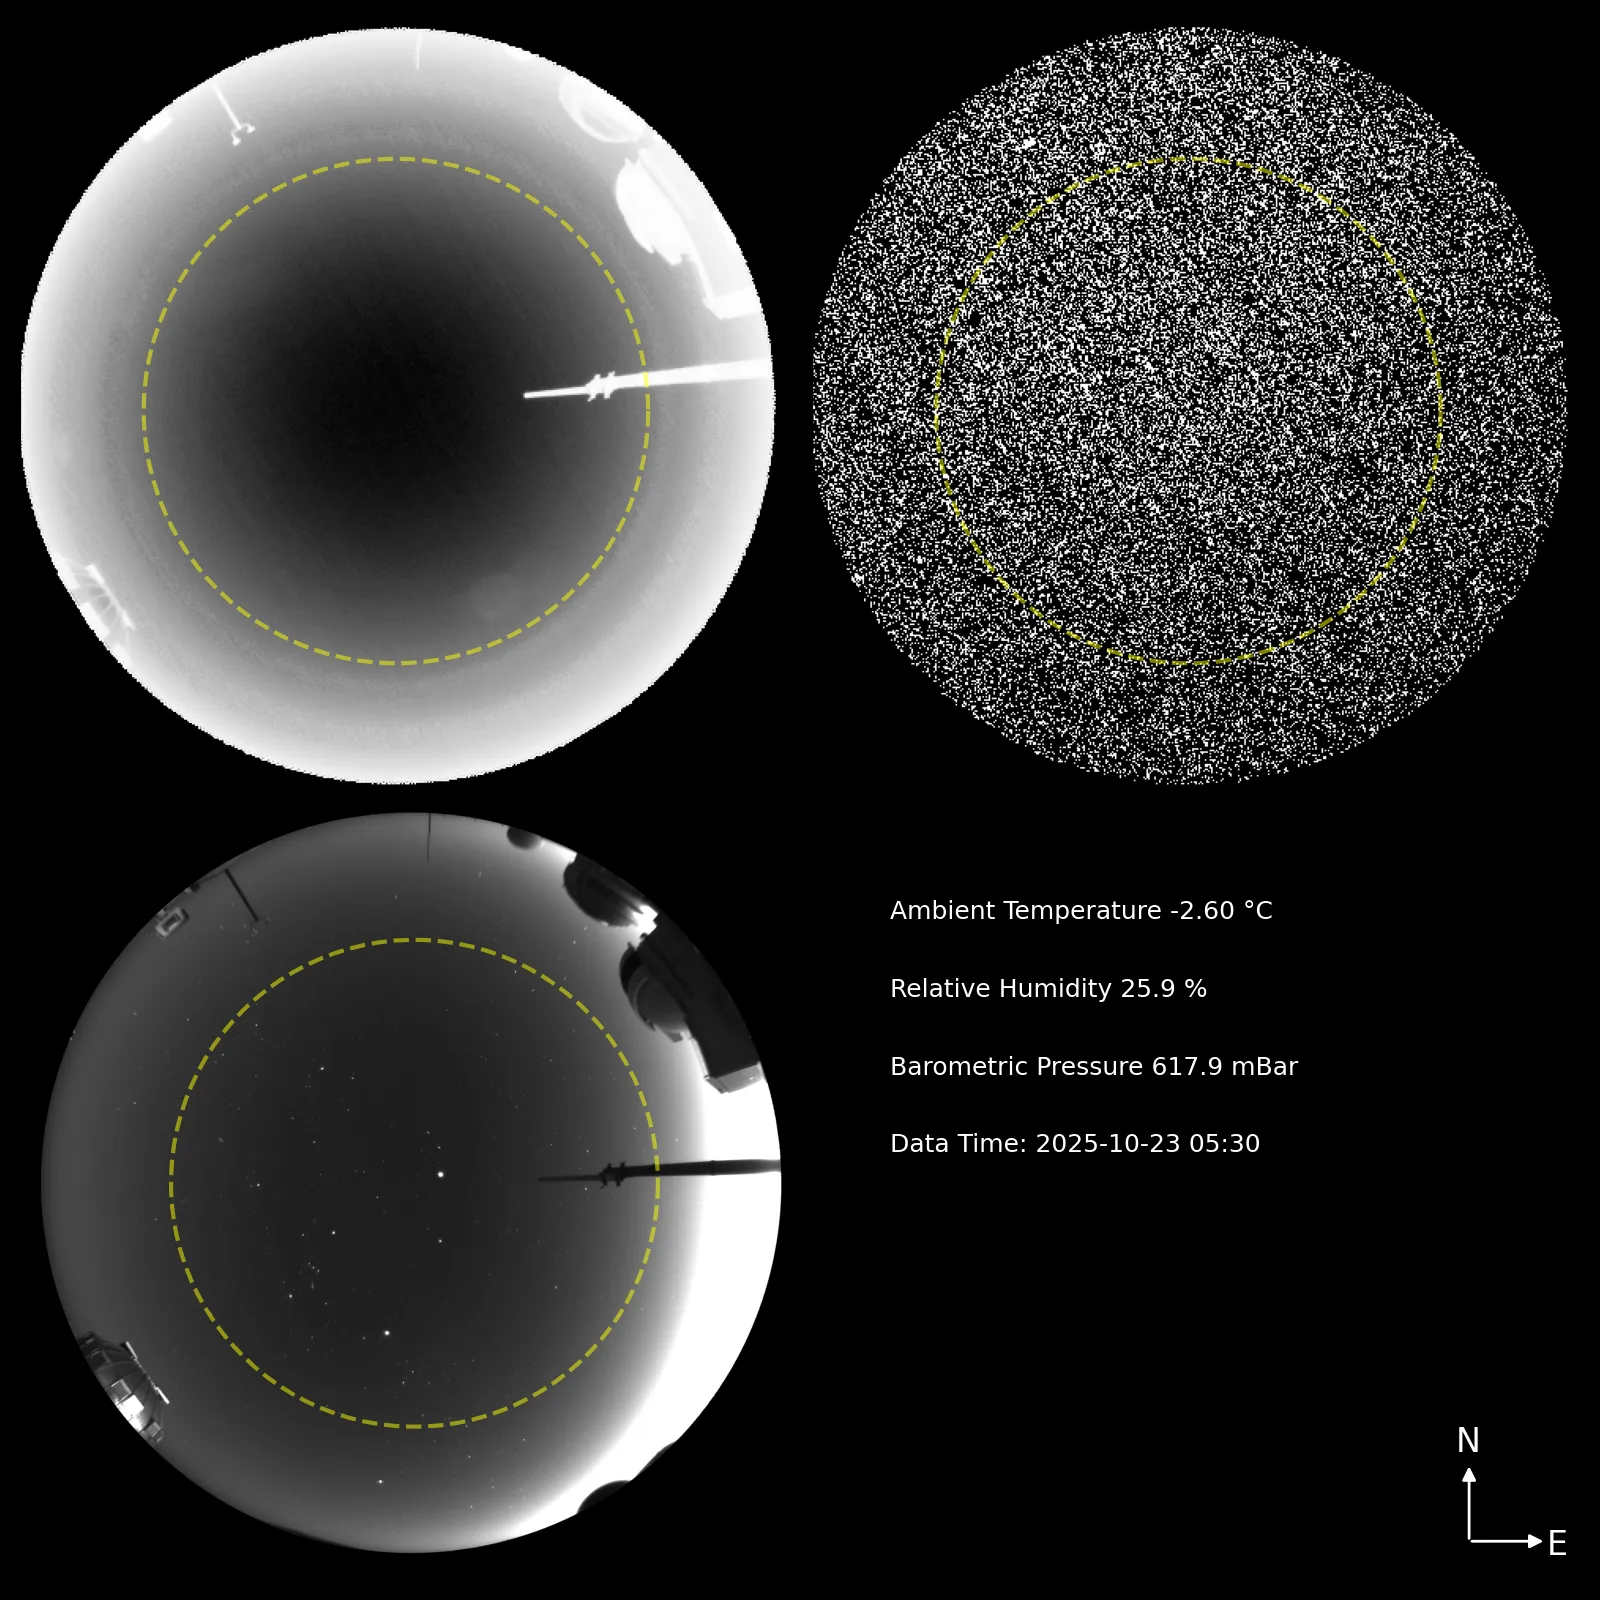 Ambient Temperature -2.60 °C
Relative Humidity 25.9 %
Barometric Pressure 617.9 mBar
Data Time: 2025-10-23 05:30
N
E